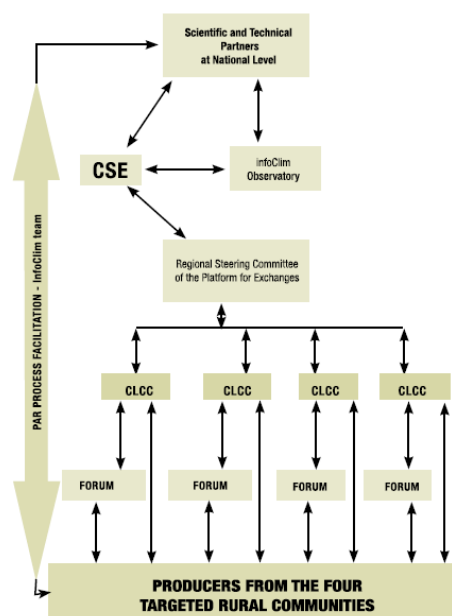 Scientific and Technical
Partners
at National Level
CSE
infoClim
Observatory
PAR PROCESS FACILITATION - InfoClim team
Regional Steering Committee
of the Platform for Exchanges
CLCC
CLCC
CLCC
CLCC
FORUM
FORUM
FORUM
FORUM
PRODUCERS FROM THE FOUR
TARGETED RURAL COMMUNITIES